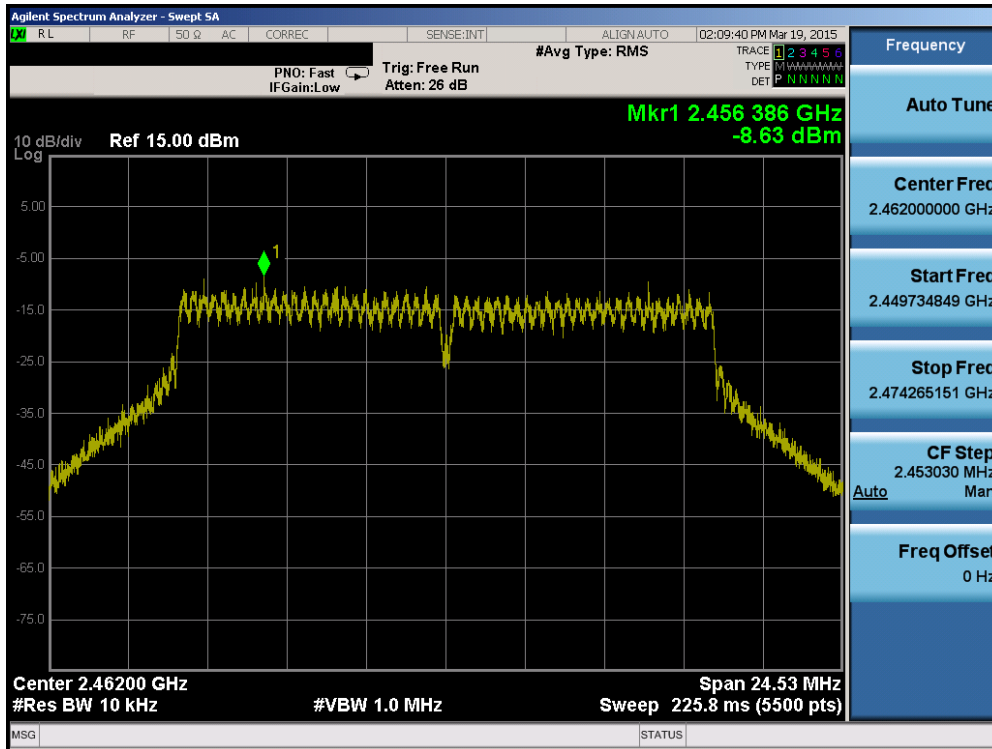 Agilent Spectrum Analyzer - Swept SA
LXI RL RF 50 Ω AC CORREC SENSE:INT ALIGNAUTO 02:09:40 PM Mar 19, 2015
#Avg Type: RMS
TRACE 1 2 3 4 5 6
PNO: Fast Trig: Free Run
TYPE M
IFGain:Low Atten: 26 dB
DET P N N N N N
Mkr1 2.456 386 GHz
-8.63 dBm
10 dB/div Ref 15.00 dBm
Log
5.00
-5.00
-15.0
-25.0
-35.0
-45.0
-55.0
-65.0
-75.0
1
Center 2.46200 GHz Span 24.53 MHz
#Res BW 10 kHz #VBW 1.0 MHz Sweep 225.8 ms (5500 pts)
MSG STATUS
Frequency
Auto Tune
Center Freq
2.462000000 GHz
Start Freq
2.449734849 GHz
Stop Freq
2.474265151 GHz
CF Step
2.453030 MHz
Auto Man
Freq Offset
0 Hz